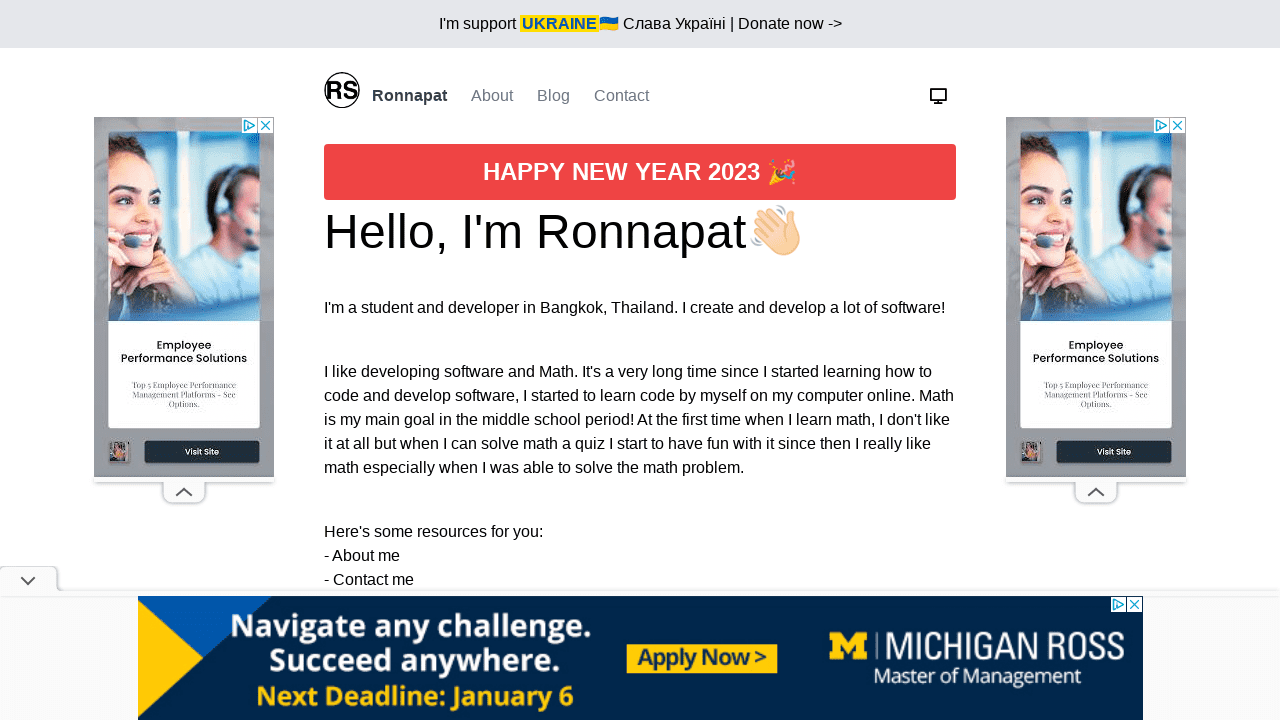 I'm support UKRAINE🇺🇦 Слава Україні | Donate now ->
RS Ronnapat About Blog Contact
HAPPY NEW YEAR 2023 🎉
Hello, I'm Ronnapat👋🏻
I'm a student and developer in Bangkok, Thailand. I create and develop a lot of software!
I like developing software and Math. It's a very long time since I started learning how to
code and develop software, I started to learn code by myself on my computer online. Math
is my main goal in the middle school period! At the first time when I learn math, I don't like
it at all but when I can solve math a quiz I start to have fun with it since then I really like
math especially when I was able to solve the math problem.
Here's some resources for you:
- About me
- Contact me
Employee
Performance Solutions
Top 5 Employee Performance
Management Platforms - See
Options.
Visit Site
Employee
Performance Solutions
Top 5 Employee Performance
Management Platforms - See
Options.
Visit Site
Navigate any challenge.
Succeed anywhere.
Next Deadline: January 6
Apply Now >
M | MICHIGAN ROSS
Master of Management